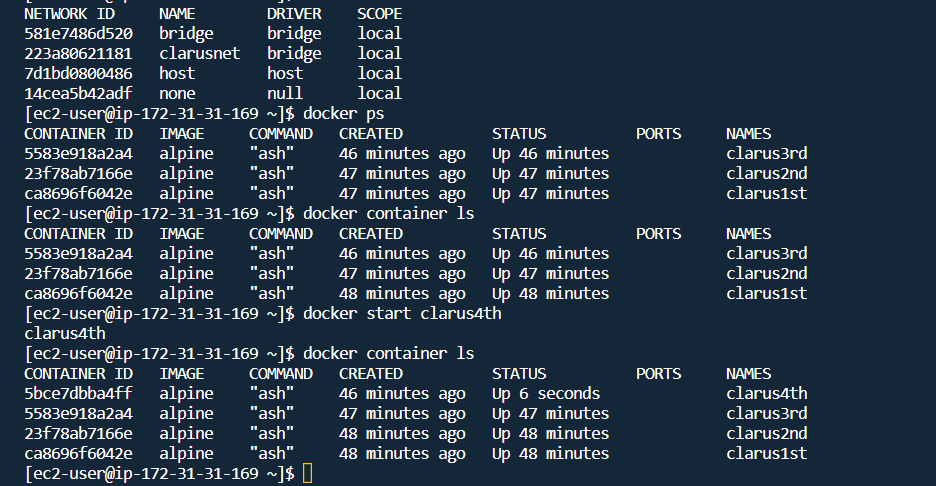 NETWORK ID NAME DRIVER SCOPE
581e7486d520 bridge bridge local
223a80621181 clarusnet bridge local
7d1bd0800486 host host local
14cea5b42adf none null local
[ec2-user@ip-172-31-31-169 ~]$ docker ps
CONTAINER ID IMAGE COMMAND CREATED STATUS PORTS NAMES
5583e918a2a4 alpine "ash" 46 minutes ago Up 46 minutes clarus3rd
23f78ab7166e alpine "ash" 47 minutes ago Up 47 minutes clarus2nd
ca8696f6042e alpine "ash" 47 minutes ago Up 47 minutes clarus1st
[ec2-user@ip-172-31-31-169 ~]$ docker container ls
CONTAINER ID IMAGE COMMAND CREATED STATUS PORTS NAMES
5583e918a2a4 alpine "ash" 46 minutes ago Up 46 minutes clarus3rd
23f78ab7166e alpine "ash" 47 minutes ago Up 47 minutes clarus2nd
ca8696f6042e alpine "ash" 48 minutes ago Up 48 minutes clarus1st
[ec2-user@ip-172-31-31-169 ~]$ docker start clarus4th
clarus4th
[ec2-user@ip-172-31-31-169 ~]$ docker container ls
CONTAINER ID IMAGE COMMAND CREATED STATUS PORTS NAMES
5bce7dbba4ff alpine "ash" 46 minutes ago Up 6 seconds clarus4th
5583e918a2a4 alpine "ash" 47 minutes ago Up 47 minutes clarus3rd
23f78ab7166e alpine "ash" 48 minutes ago Up 48 minutes clarus2nd
ca8696f6042e alpine "ash" 48 minutes ago Up 48 minutes clarus1st
[ec2-user@ip-172-31-31-169 ~]$